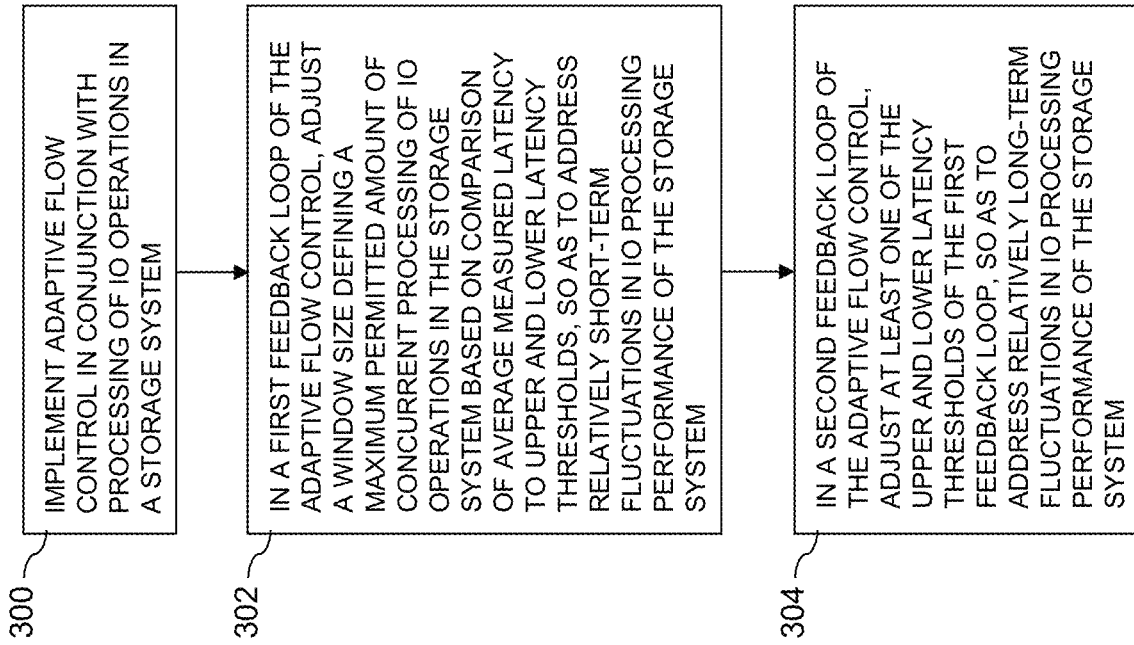 300
IMPLEMENT ADAPTIVE FLOW
CONTROL IN CONJUNCTION WITH
PROCESSING OF IO OPERATIONS IN
A STORAGE SYSTEM
302
IN A FIRST FEEDBACK LOOP OF THE
ADAPTIVE FLOW CONTROL, ADJUST
A WINDOW SIZE DEFINING A
MAXIMUM PERMITTED AMOUNT OF
CONCURRENT PROCESSING OF IO
OPERATIONS IN THE STORAGE
SYSTEM BASED ON COMPARISON
OF AVERAGE MEASURED LATENCY
TO UPPER AND LOWER LATENCY
THRESHOLDS, SO AS TO ADDRESS
RELATIVELY SHORT-TERM
FLUCTUATIONS IN IO PROCESSING
PERFORMANCE OF THE STORAGE
SYSTEM
304
IN A SECOND FEEDBACK LOOP OF
THE ADAPTIVE FLOW CONTROL,
ADJUST AT LEAST ONE OF THE
UPPER AND LOWER LATENCY
THRESHOLDS OF THE FIRST
FEEDBACK LOOP, SO AS TO
ADDRESS RELATIVELY LONG-TERM
FLUCTUATIONS IN IO PROCESSING
PERFORMANCE OF THE STORAGE
SYSTEM